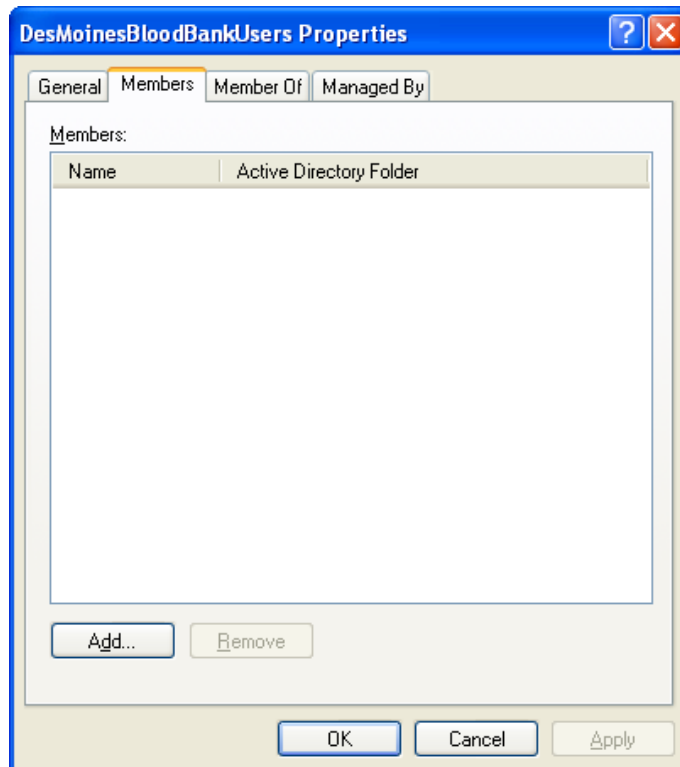 DesMoinesBloodBankUsers Properties
General Members Member Of Managed By
Members:
Name Active Directory Folder
Add... Remove
OK Cancel Apply